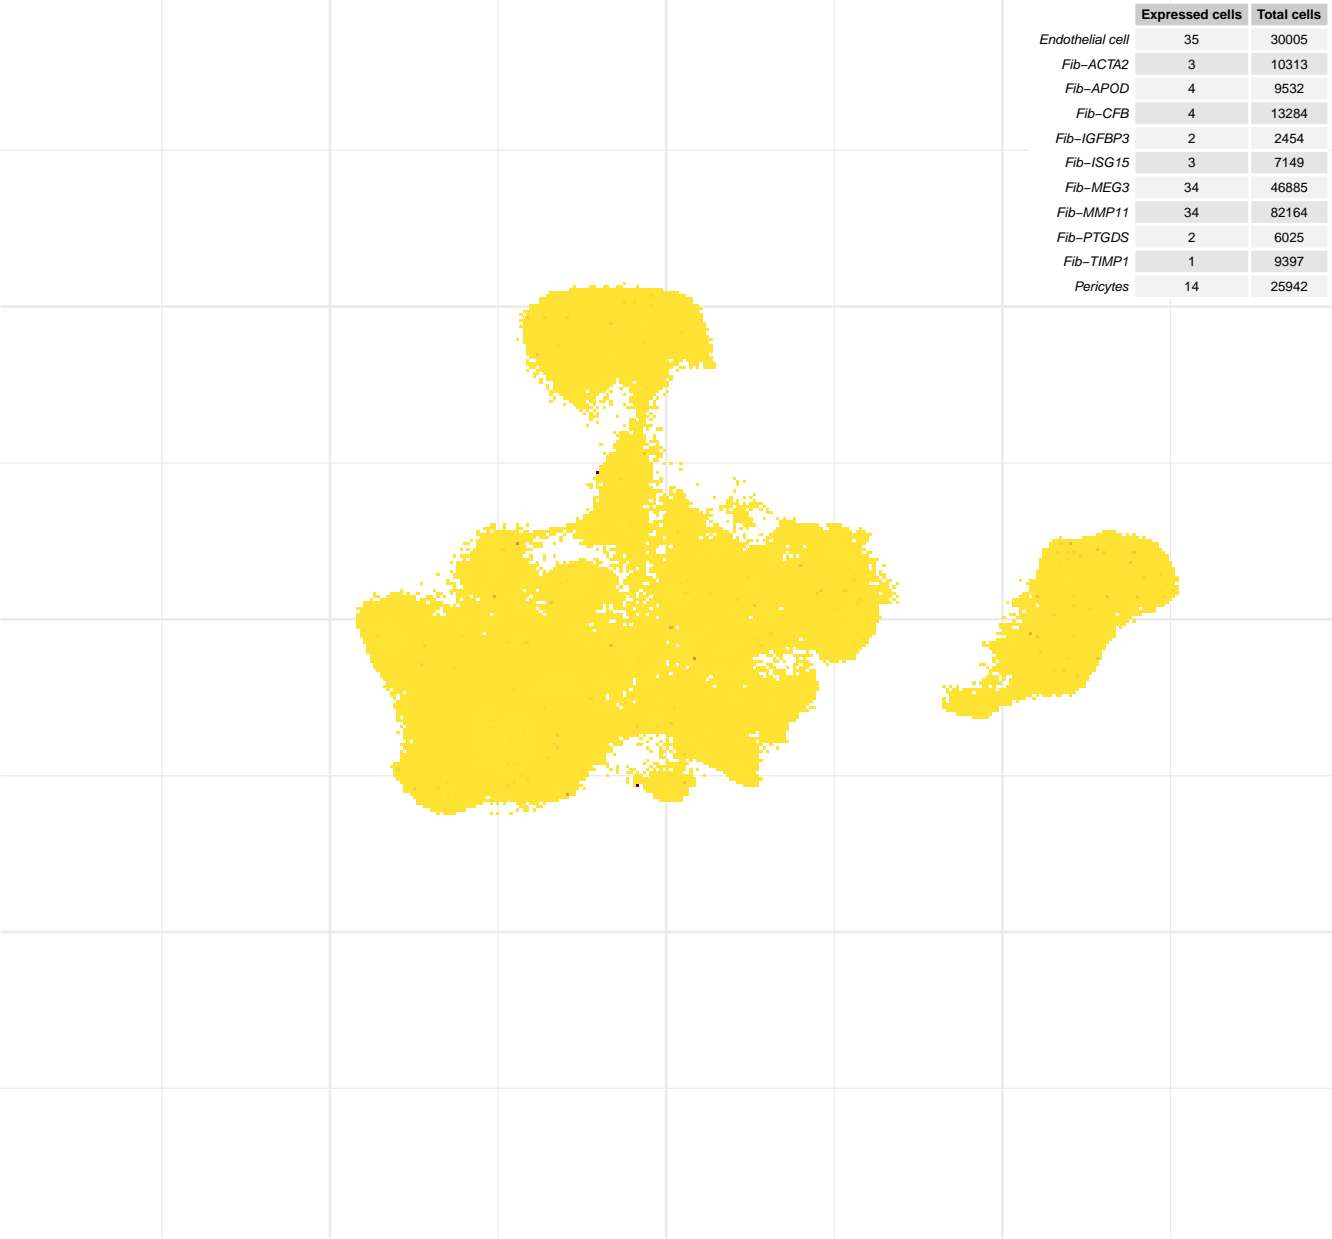 Expressed cells Total cells
Endothelial cell 35 30005
Fib−ACTA2 3 10313
Fib−APOD 4 9532
Fib−CFB 4 13284
Fib−IGFBP3 2 2454
Fib−ISG15 3 7149
Fib−MEG3 34 46885
Fib−MMP11 34 82164
Fib−PTGDS 2 6025
Fib−TIMP1 1 9397
Pericytes 14 25942